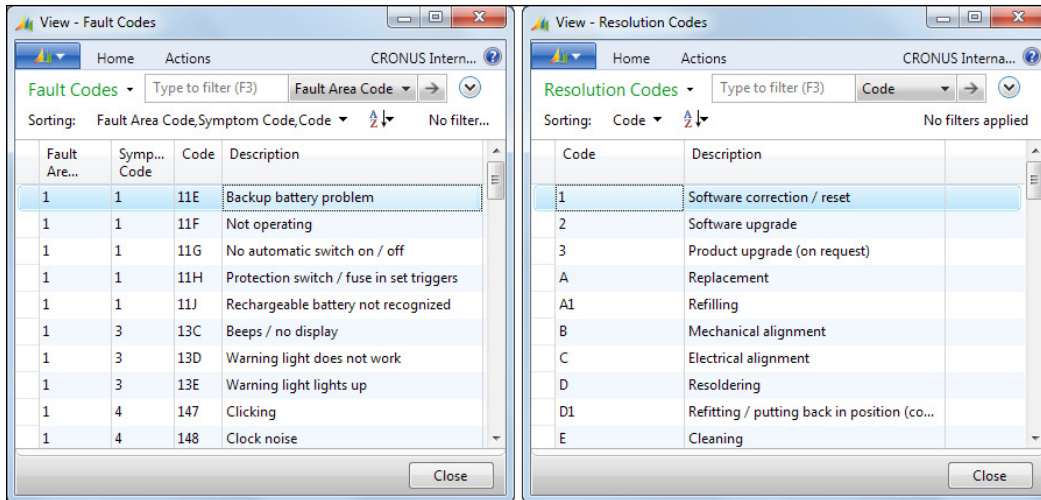 View - Fault Codes
Home Actions CRONUS Intern...
Fault Codes Type to filter (F3) Fault Area Code
Sorting: Fault Area Code,Symptom Code,Code No filter...
Fault Are... Symp... Code Code Description
1 1 11E Backup battery problem
1 1 11F Not operating
1 1 11G No automatic switch on / off
1 1 11H Protection switch / fuse in set triggers
1 1 11J Rechargeable battery not recognized
1 3 13C Beeps / no display
1 3 13D Warning light does not work
1 3 13E Warning light lights up
1 4 147 Clicking
1 4 148 Clock noise
Close
View - Resolution Codes
Home Actions CRONUS Interna...
Resolution Codes Type to filter (F3) Code
Sorting: Code No filters applied
Code Description
1 Software correction / reset
2 Software upgrade
3 Product upgrade (on request)
A Replacement
A1 Refilling
B Mechanical alignment
C Electrical alignment
D Resoldering
D1 Refitting / putting back in position (co...
E Cleaning
Close